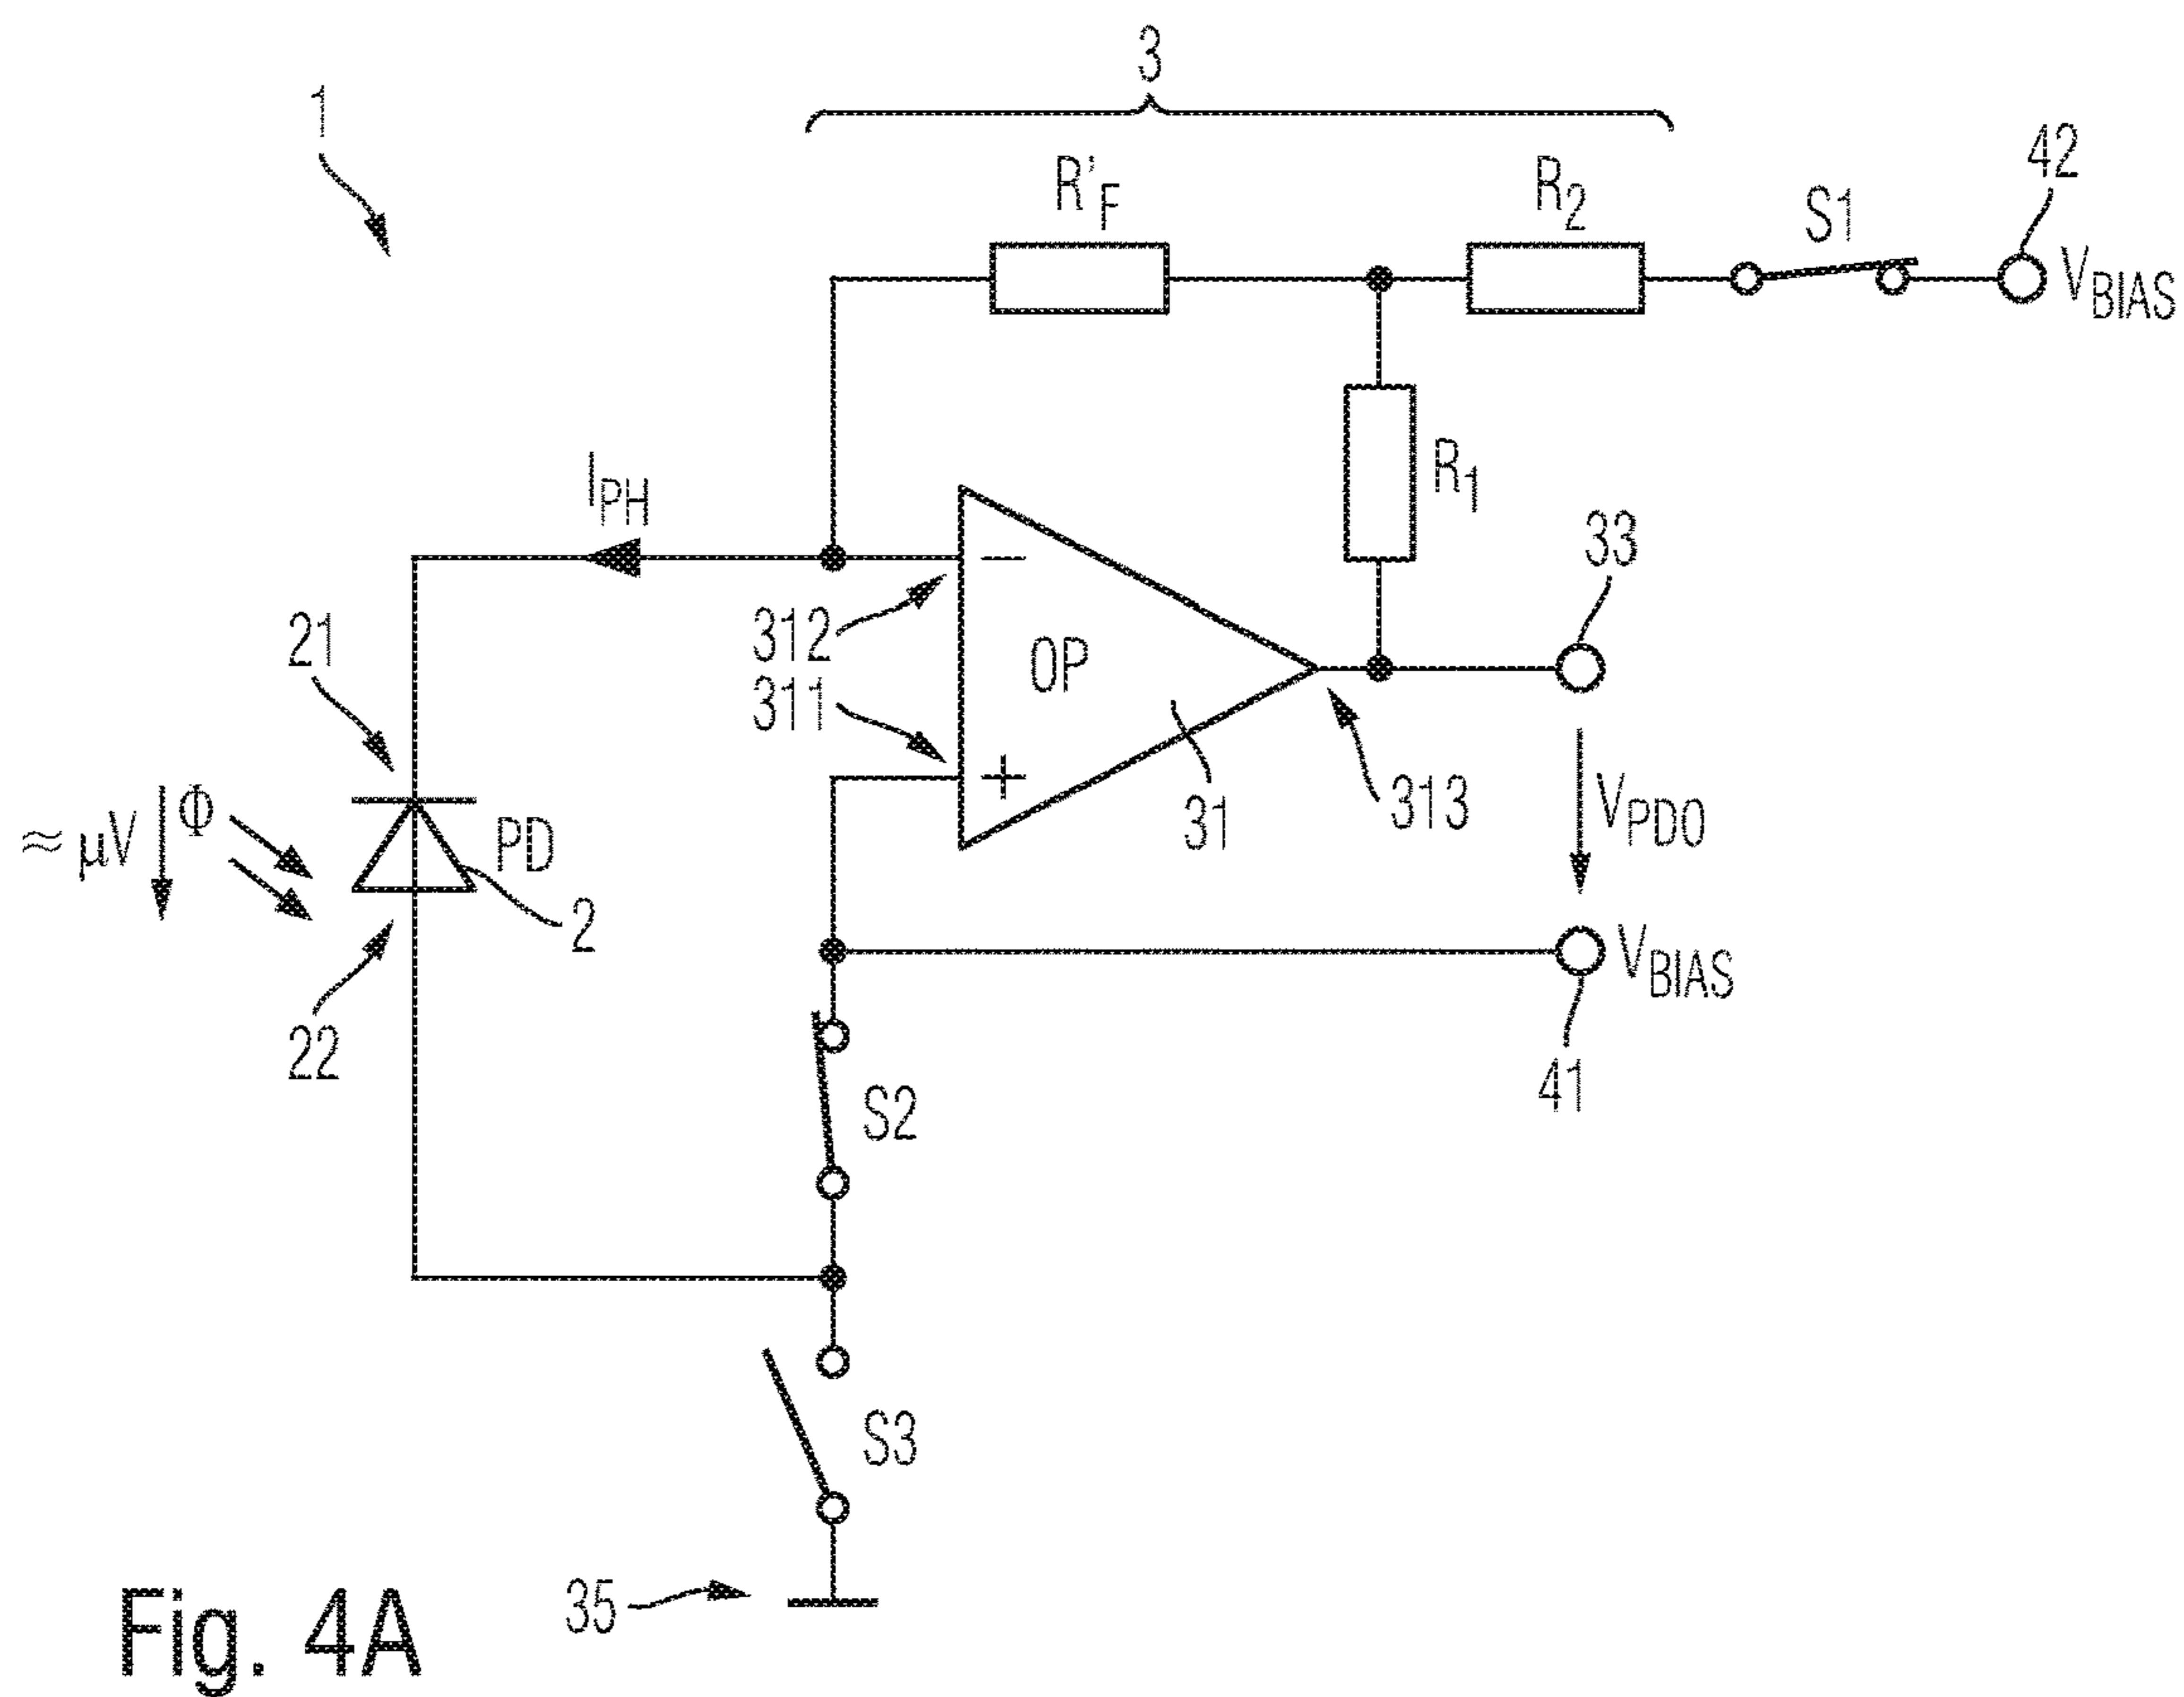 3
1
R'F
R2
S1
42
VBIAS
IPH
R1
33
312
311
OP
21
31
313
VPDO
≈ μV
Φ
PD
2
22
VBIAS
41
S2
S3
35
Fig. 4A